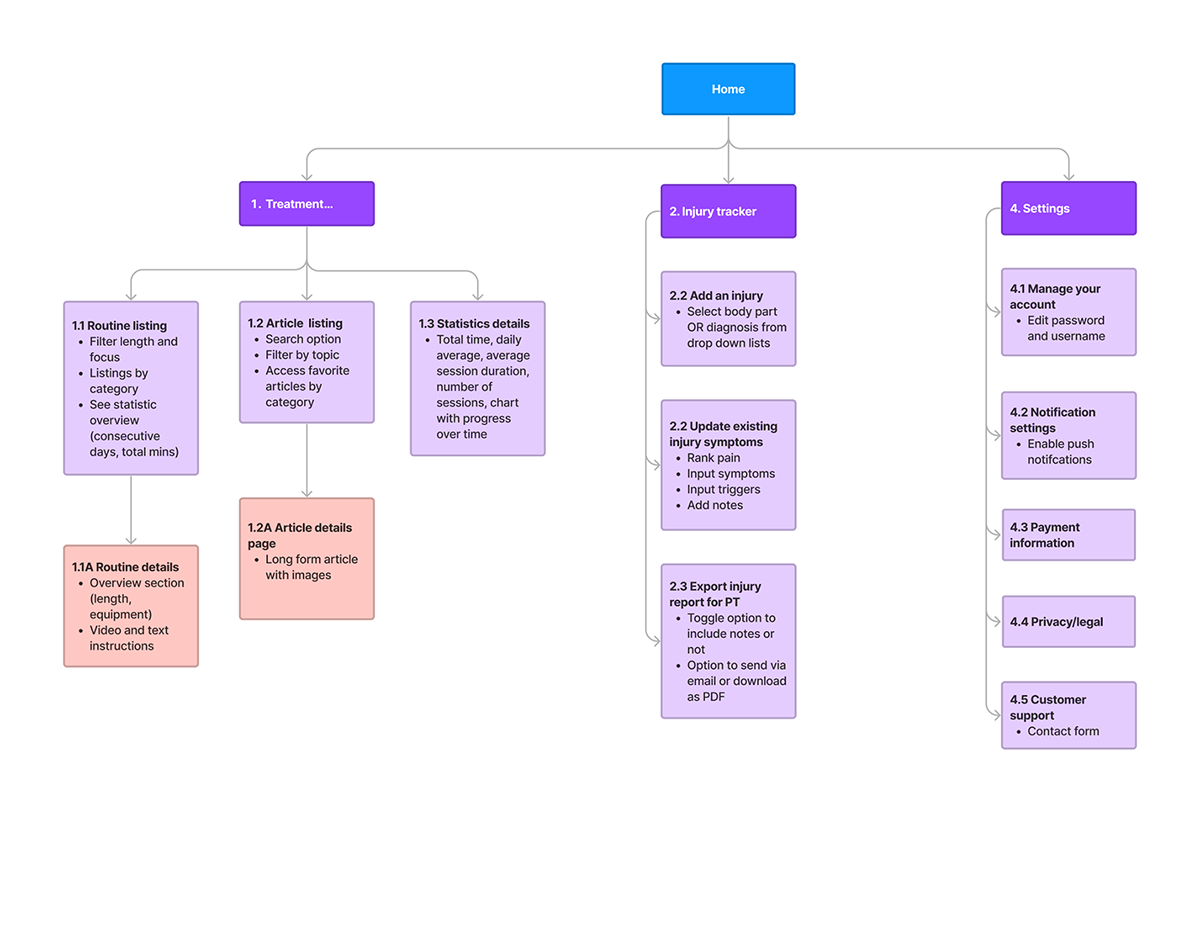 Home
1. Treatment...
2. Injury tracker
4. Settings
1.1 Routine listing
• Filter length and
focus
• Listings by
category
• See statistic
overview
(consecutive
days, total mins)
1.2 Article listing
• Search option
• Filter by topic
• Access favorite
articles by
category
1.3 Statistics details
• Total time, daily
average, average
session duration,
number of
sessions, chart
with progress
over time
1.1A Routine details
• Overview section
(length,
equipment)
• Video and text
instructions
1.2A Article details
page
• Long form article
with images
2.2 Add an injury
• Select body part
OR diagnosis from
drop down lists
2.2 Update existing
injury symptoms
• Rank pain
• Input symptoms
• Input triggers
• Add notes
2.3 Export injury
report for PT
• Toggle option to
include notes or
not
• Option to send via
email or download
as PDF
4.1 Manage your
account
• Edit password
and username
4.2 Notification
settings
• Enable push
notifcations
4.3 Payment
information
4.4 Privacy/legal
4.5 Customer
support
• Contact form